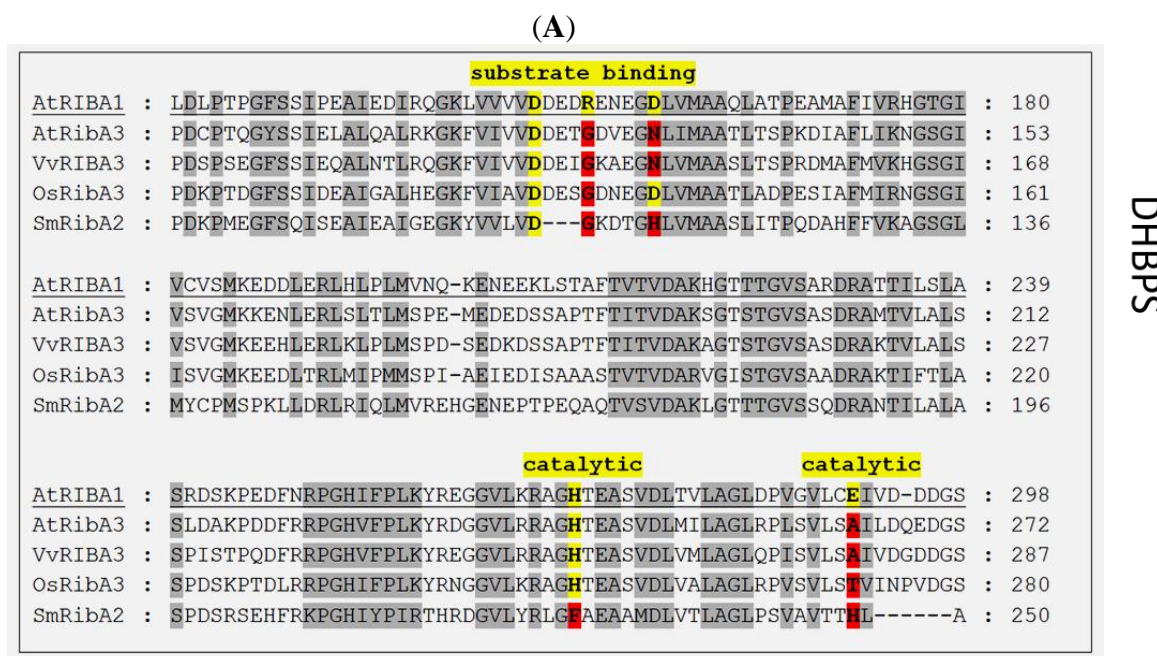 (A)
substrate binding
AtRIBA1 : LDLPTPGFSSIPEAIEDIRQGKLVVVVDDEDRENEGDLVMAAQLATPEAMAFIVRHGTGI : 180
AtRibA3 : PDCPTQGYSSIELALQALRKGKFVIVVDDETGDVEGNLIMAATLTSPKDIAFLIKNGSGI : 153
VvRIBA3 : PDSPSEGFSSIEQALNTLRQGKFVIVVDDEIGKAEGNLVMAASLTSPRDMAFMVKHGSGI : 168
OsRibA3 : PDKPTDGFSSIDEAIGALHEGKFVIAVDDESGDNEGDLVMAATLADPESIAFMIRNGSGI : 161
SmRibA2 : PDKPMEGFSQISEAIEAIGEGKYVVLVD---GKDTGHLVMAASLITPQDAHFFVKAGSGL : 136
AtRIBA1 : VCVSMKEDDLERLHLPLMVNQ-KENEEKLSTAFTVTVDAKHGTTTGVSARDRATTILSLA : 239
AtRibA3 : VSVGMKKENLERLSLTLMSPE-MEDEDSSAPTFTITVDAKSGTSTGVSASDRAMTVLALS : 212
VvRIBA3 : VSVGMKEEHLERLKLPLMSPD-SEDKDSSAPTFTITVDAKAGTSTGVSASDRAKTVLALS : 227
OsRibA3 : ISVGMKEEDLTRLMIPMMSPI-AEIEDISAAASTVTVDARVGISTGVSAADRAKTIFTLA : 220
SmRibA2 : MYCPMSPKLLDRLRIQLMVREHGENEPTPEQAQTVSVDAKLGTTTGVSSQDRANTILALA : 196
catalytic catalytic
AtRIBA1 : SRDSKPEDFNRPGHIFPLKYREGGVLKRAGHTEASVDLTVLAGLDPVGVLCEIVD-DDGS : 298
AtRibA3 : SLDAKPDDFRRPGHVFPLKYRDGGVLRRAGHTEASVDLMILAGLRPLSVLSAILDQEDGS : 272
VvRIBA3 : SPISTPQDFRRPGHVFPLKYREGGVLRRAGHTEASVDLVMLAGLQPISVLSAIVDGDDGS : 287
OsRibA3 : SPDSKPTDLRRPGHIFPLKYRNGGVLKRAGHTEASVDLVALAGLRPVSVLSTVINPVDGS : 280
SmRibA2 : SPDSRSEHFRKPGHIYPIRTHRDGGVLYRLGFAEAAMDLVTLAGLPSVAVTTHL------A : 250
DHBPS